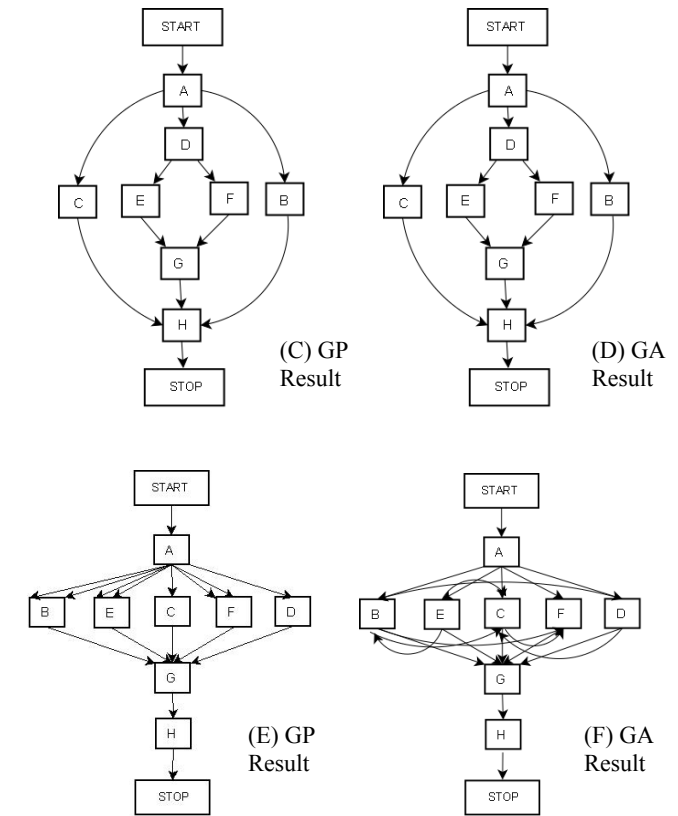 START
START
A
A
D
D
C
E
F
B
C
E
F
B
G
G
H
H
(C) GP
Result
(D) GA
Result
STOP
STOP
START
START
A
A
B
E
C
F
D
B
E
C
F
D
G
G
H
H
(E) GP
Result
(F) GA
Result
STOP
STOP